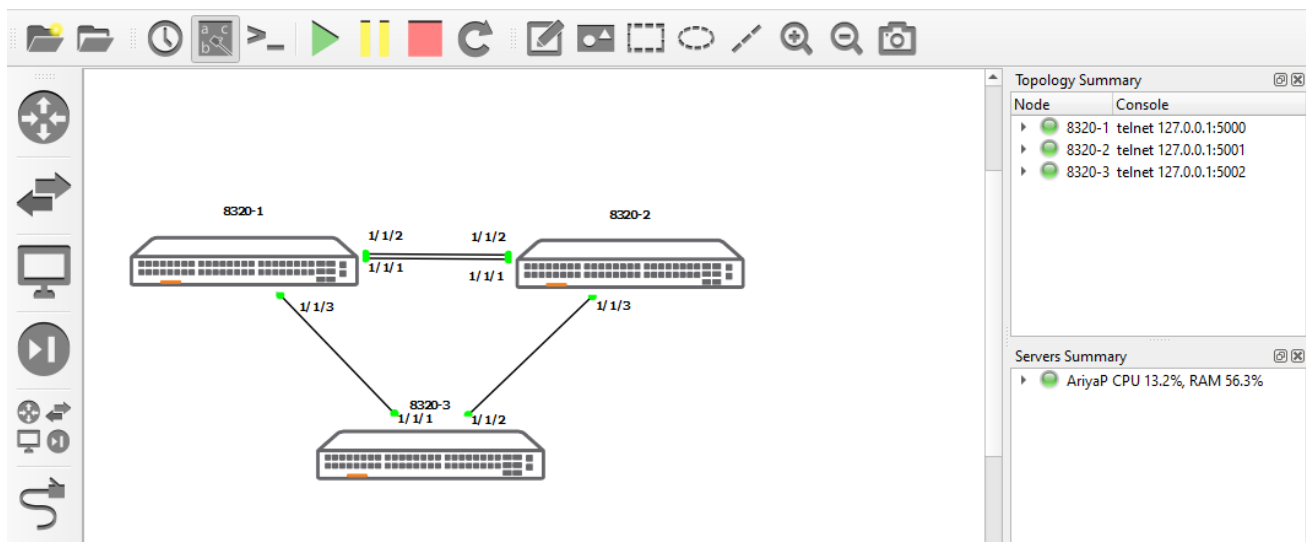 Topology Summary
Node Console
8320-1 telnet 127.0.0.1:5000
8320-2 telnet 127.0.0.1:5001
8320-3 telnet 127.0.0.1:5002
8320-1
8320-2
1/1/2
1/1/2
1/1/1
1/1/1
1/1/3
1/1/3
8320-3
1/1/1
1/1/2
Servers Summary
AriyaP CPU 13.2%, RAM 56.3%
a c
b